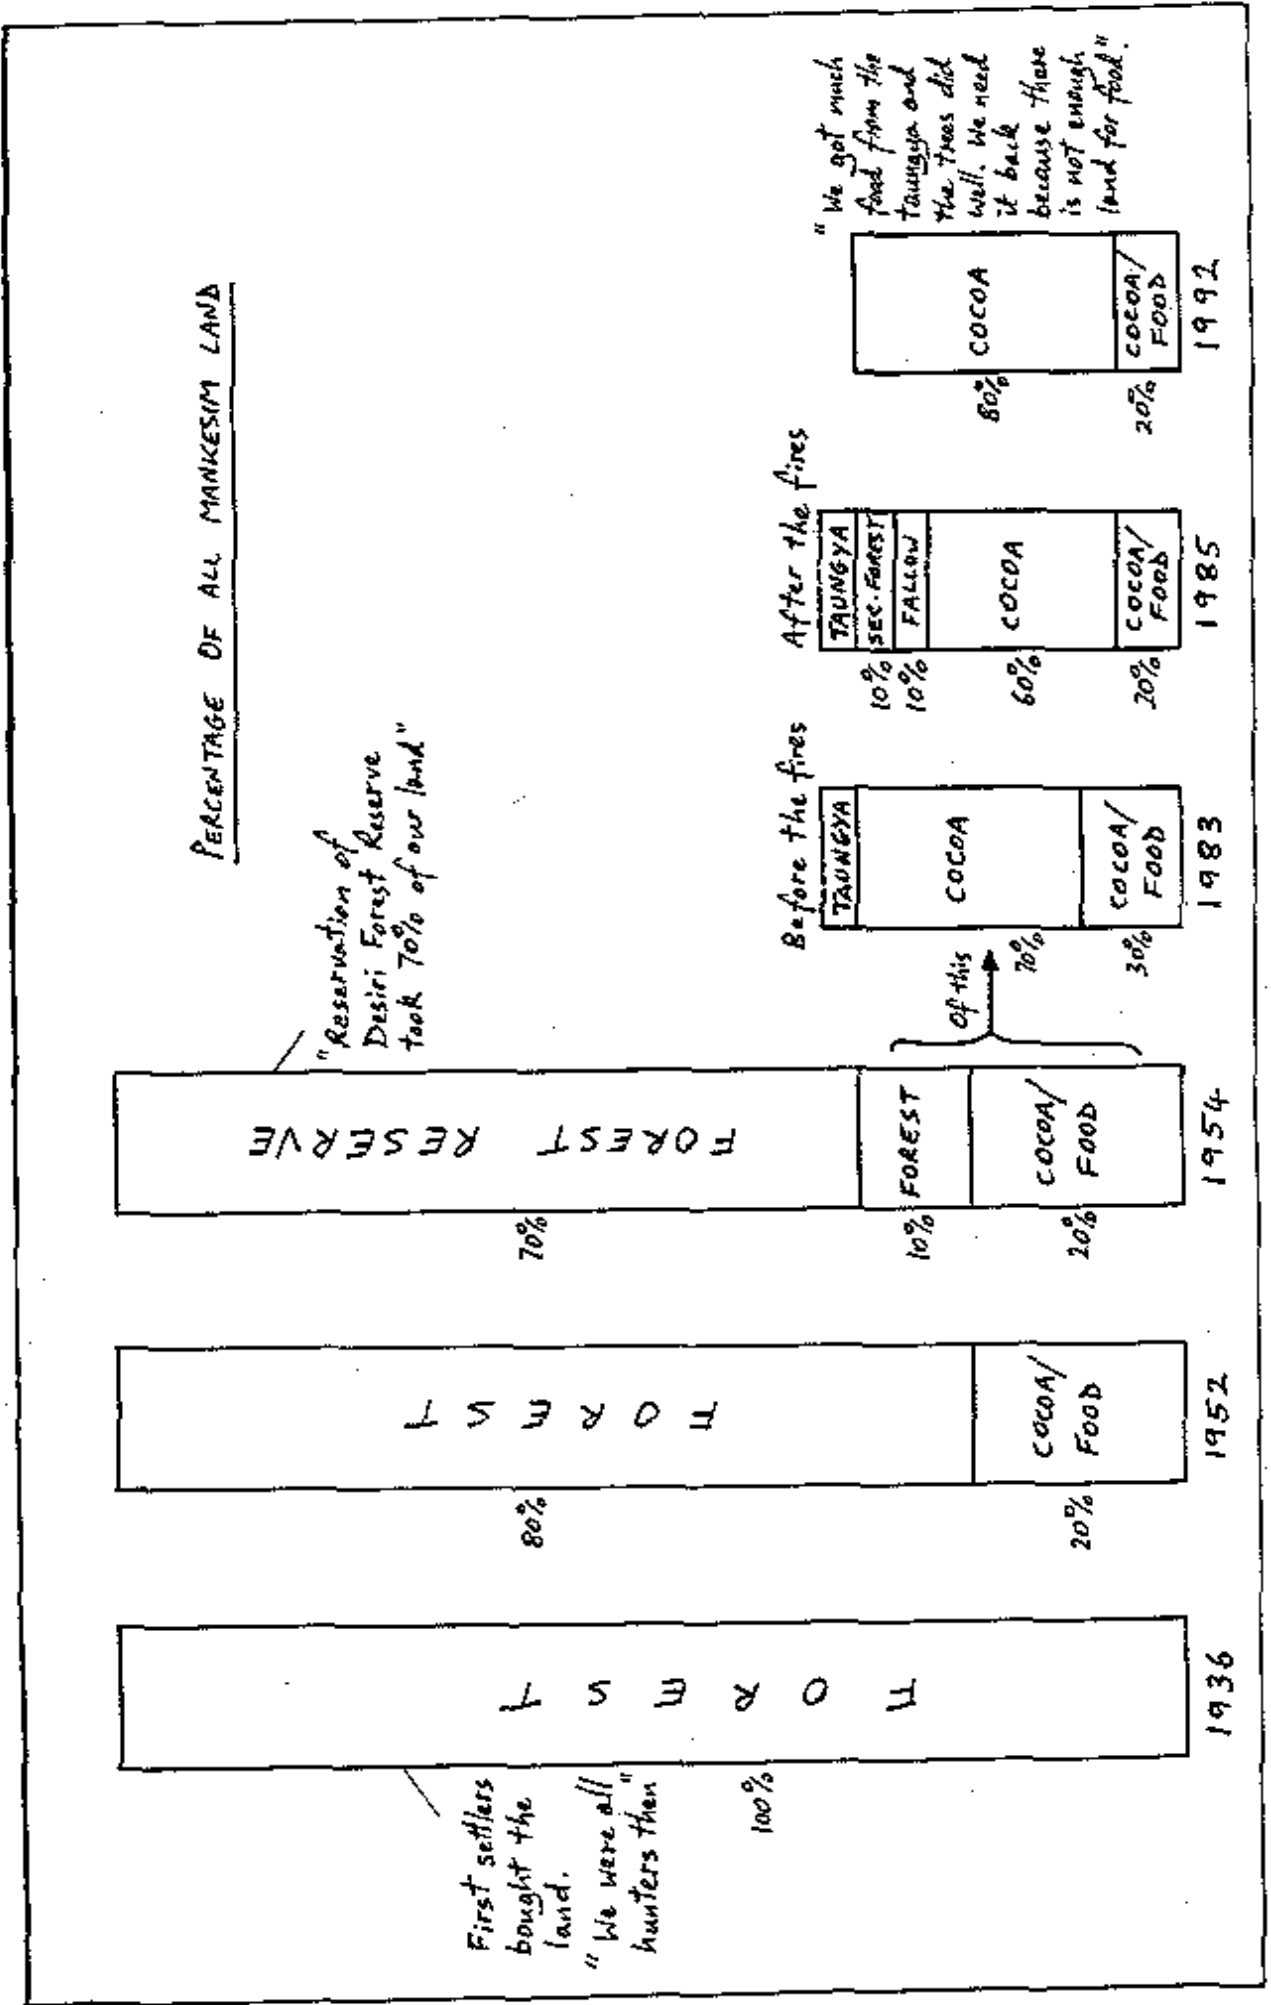 PERCENTAGE OF ALL MANKESIM LAND
First settlers
bought the
land.
"We were all
hunters then"
100%
FOREST
1936
80%
FOREST
20%
COCOA/
FOOD
1952
"Reservation of
Desiri Forest Reserve
took 70% of our land"
70%
FOREST RESERVE
10%
FOREST
20%
COCOA/
FOOD
1954
of this
Before the fires
TAUNGYA
70%
COCOA
30%
COCOA/
FOOD
1983
After the fires
TAUNGYA
10%
SEC. FOREST
10%
FALLOW
60%
COCOA
20%
COCOA/
FOOD
1985
80%
COCOA
20%
COCOA/
FOOD
1992
"We got much
food from the
taungya and
the trees did
well. We need
it back
because there
is not enough
land for food."